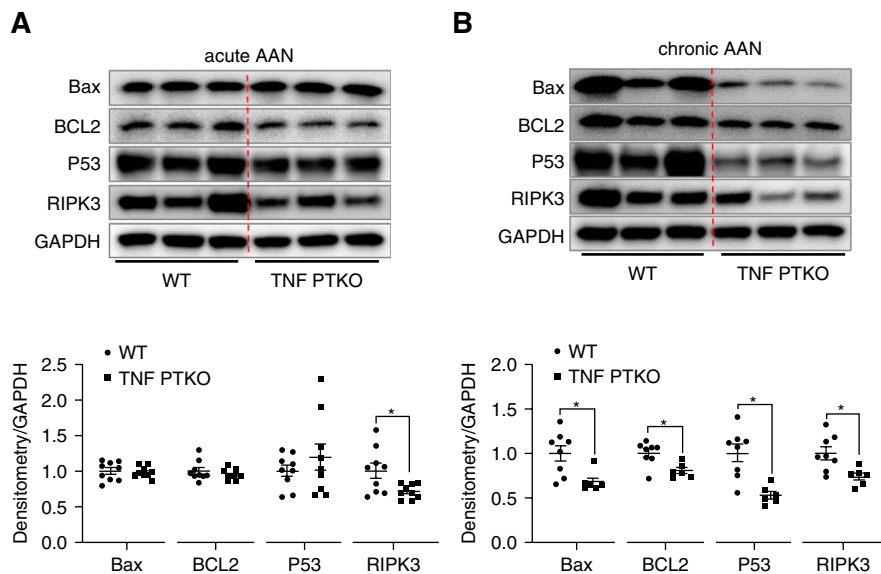 A
acute AAN
Bax
BCL2
P53
RIPK3
GAPDH
WT TNF PTKO
Densitometry/GAPDH
2.5
2.0
1.5
1.0
0.5
0.0
WT
TNF PTKO
*
Bax BCL2 P53 RIPK3
B
chronic AAN
Bax
BCL2
P53
RIPK3
GAPDH
WT TNF PTKO
Densitometry/GAPDH
2.0
1.5
1.0
0.5
0.0
WT
TNF PTKO
* * * *
Bax BCL2 P53 RIPK3